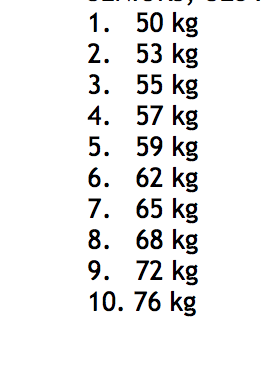 1. 50 kg
2. 53 kg
3. 55 kg
4. 57 kg
5. 59 kg
6. 62 kg
7. 65 kg
8. 68 kg
9. 72 kg
10. 76 kg